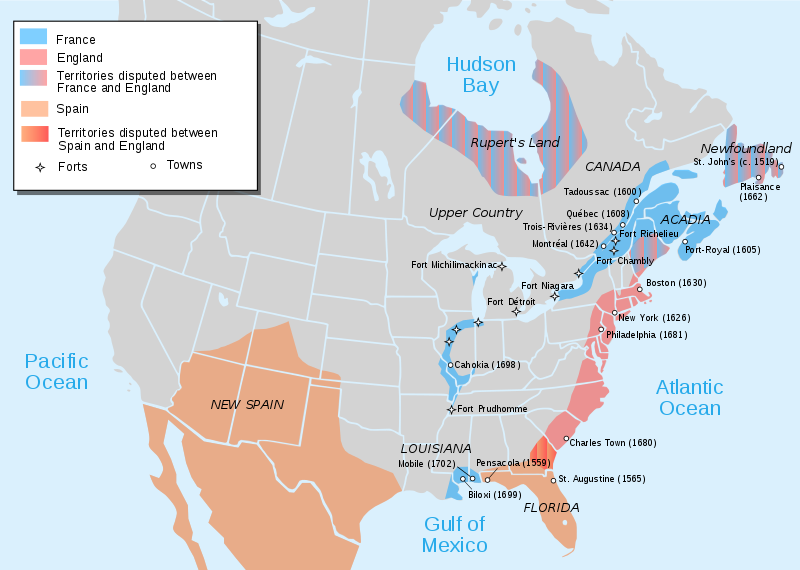 France
England
Territories disputed between
France and England
Spain
Territories disputed between
Spain and England
Forts
Towns
Hudson
Bay
Rupert's Land
Newfoundland
St. John's (c. 1519)
Plaisance
(1662)
CANADA
Tadoussac (1600)
Upper Country
Québec (1608)
ACADIA
Trois-Rivières (1634)
Fort Richelieu
Montréal (1642)
Port-Royal (1605)
Fort Chambly
Fort Michilimackinac
Fort Niagara
Boston (1630)
Fort Détroit
New York (1626)
Philadelphia (1681)
Pacific
Ocean
Cahokia (1698)
Atlantic
Ocean
NEW SPAIN
Fort Prudhomme
Charles Town (1680)
LOUISIANA
Mobile (1702)
Pensacola (1559)
St. Augustine (1565)
Biloxi (1699)
FLORIDA
Gulf of
Mexico